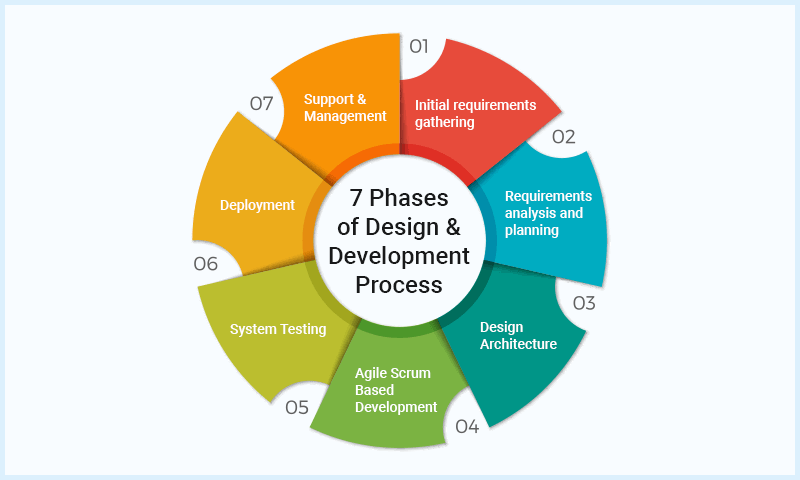 7 Phases
of Design &
Development
Process
01
Initial requirements
gathering
02
Requirements
analysis and
planning
03
Design
Architecture
04
Agile Scrum
Based
Development
05
System Testing
06
Deployment
07
Support &
Management